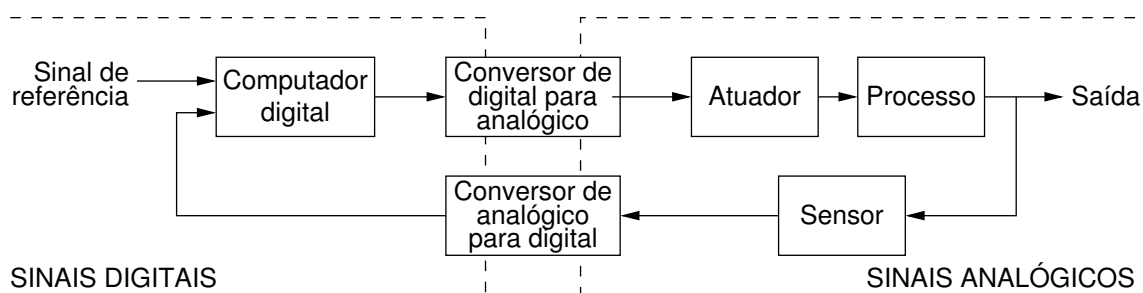 Sinal de
referência
Computador
digital
Conversor de
digital para
analógico
Atuador
Processo
Saída
Conversor de
analógico
para digital
Sensor
SINAIS DIGITAIS
SINAIS ANALÓGICOS